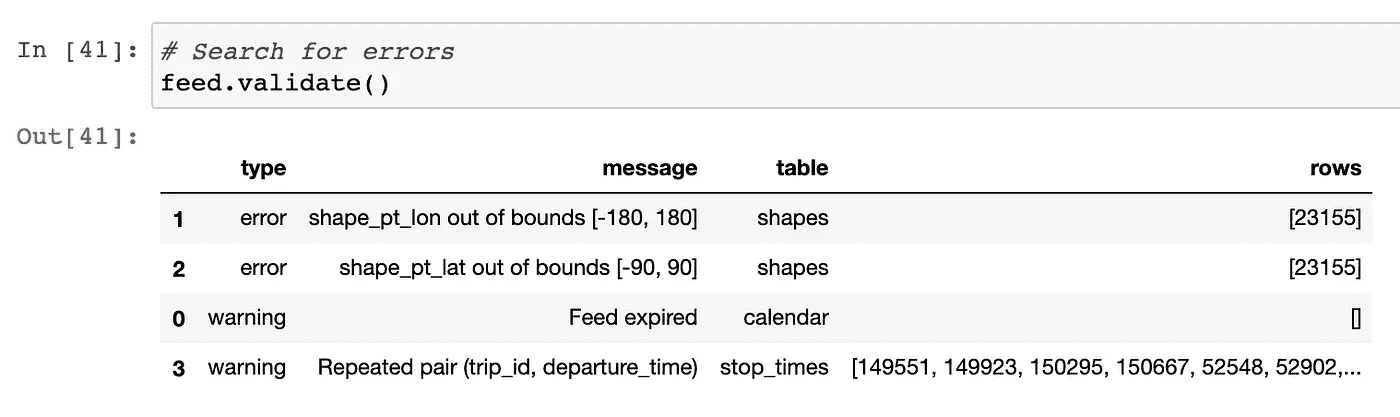 In [41]: # Search for errors
feed.validate()
Out[41]:
type message table rows
1 error shape_pt_lon out of bounds [-180, 180] shapes [23155]
2 error shape_pt_lat out of bounds [-90, 90] shapes [23155]
0 warning Feed expired calendar []
3 warning Repeated pair (trip_id, departure_time) stop_times [149551, 149923, 150295, 150667, 52548, 52902,...